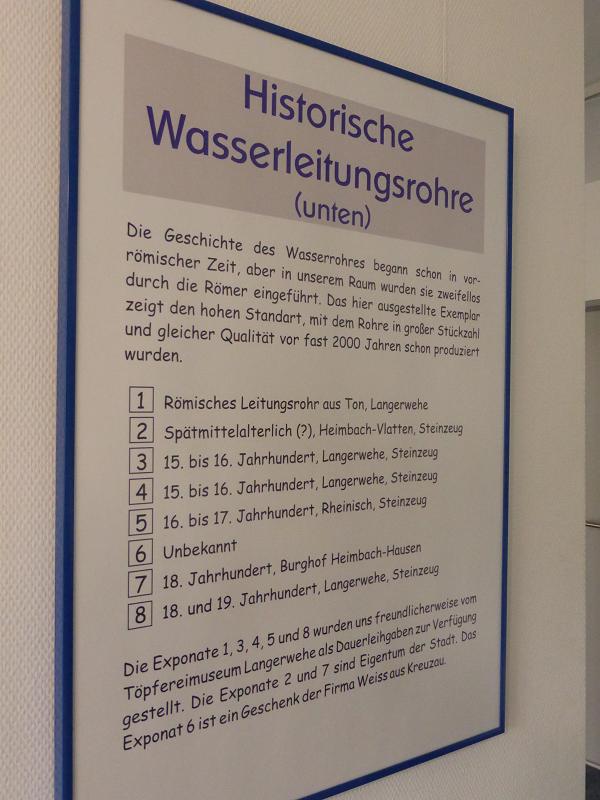 Historische
Wasserleitungsrohre
(unten)
Die Geschichte des Wasserrohres begann schon in vor-
römischer Zeit, aber in unserem Raum wurden sie zweifellos
durch die Römer eingeführt. Das hier ausgestellte Exemplar
zeigt den hohen Standart, mit dem Rohre in großer Stückzahl
und gleicher Qualität vor fast 2000 Jahren schon produziert
wurden.
1 Römisches Leitungsrohr aus Ton, Langerwehe
2 Spätmittelalterlich (?), Heimbach-Vlatten, Steinzeug
3 15. bis 16. Jahrhundert, Langerwehe, Steinzeug
4 15. bis 16. Jahrhundert, Langerwehe, Steinzeug
5 16. bis 17. Jahrhundert, Rheinisch, Steinzeug
6 Unbekannt
7 18. Jahrhundert, Burghof Heimbach-Hausen
8 18. und 19. Jahrhundert, Langerwehe, Steinzeug
Die Exponate 1, 3, 4, 5 und 8 wurden uns freundlicherweise vom
Töpfereimuseum Langerwehe als Dauerleihgaben zur Verfügung
gestellt. Die Exponate 2 und 7 sind Eigentum der Stadt. Das
Exponat 6 ist ein Geschenk der Firma Weiss aus Kreuzau.